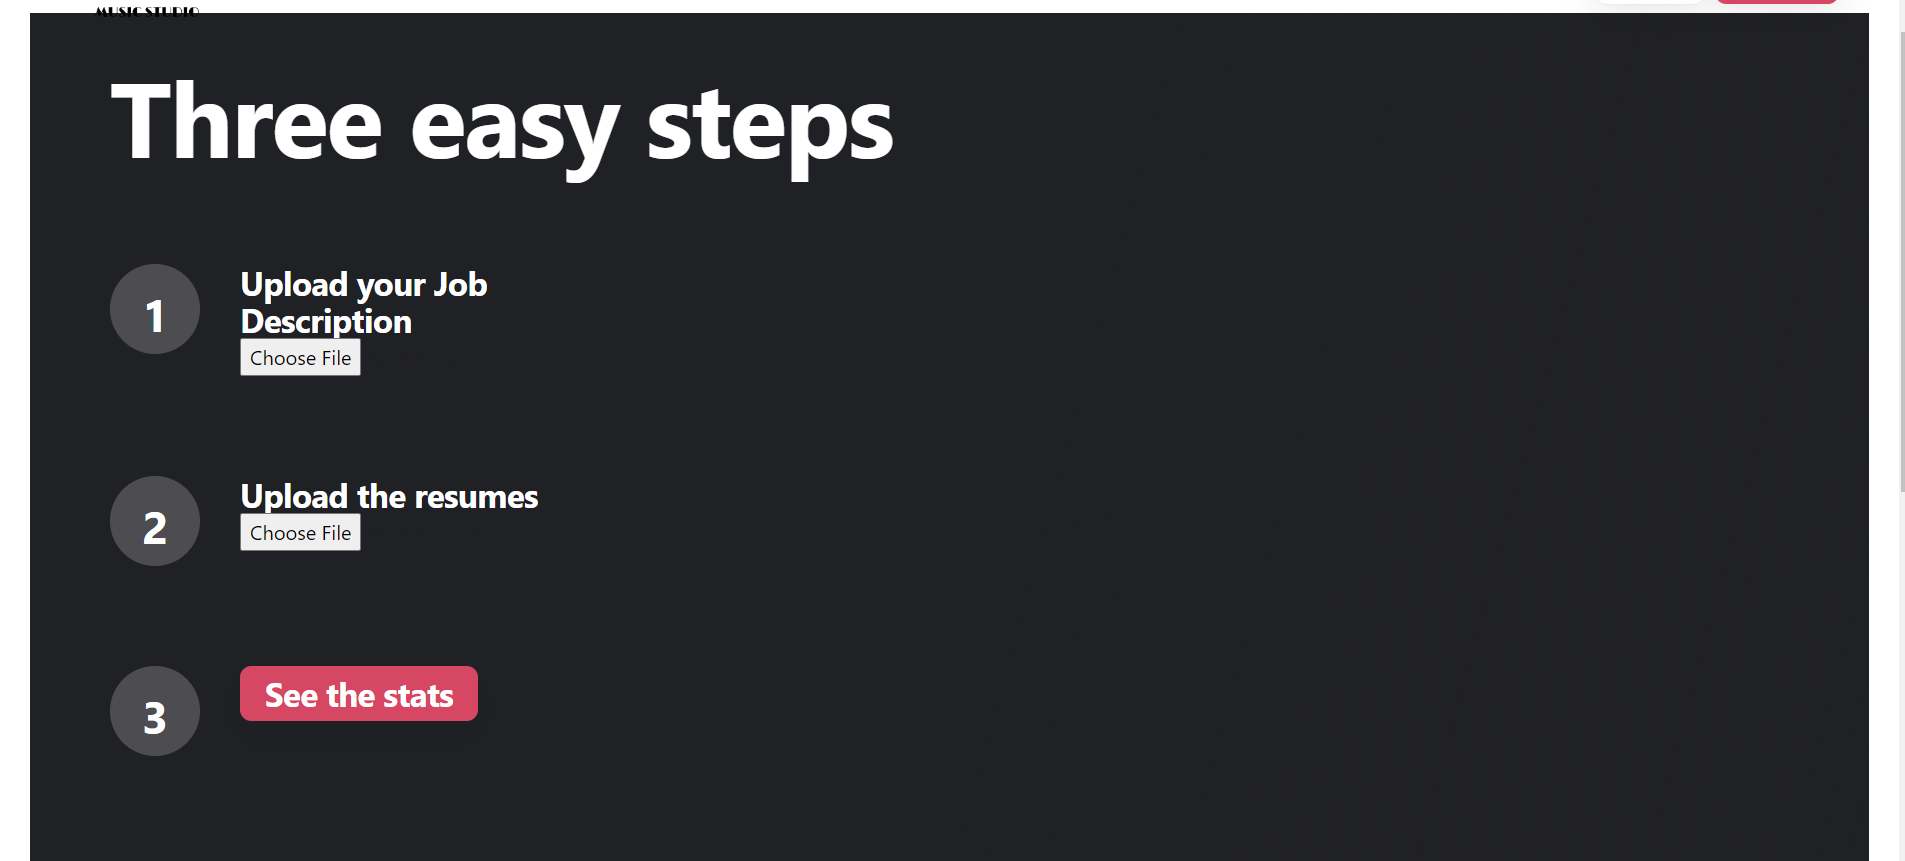 MUSIC STUDIO
Three easy steps
1
Upload your Job
Description
Choose File
2
Upload the resumes
Choose File
3
See the stats